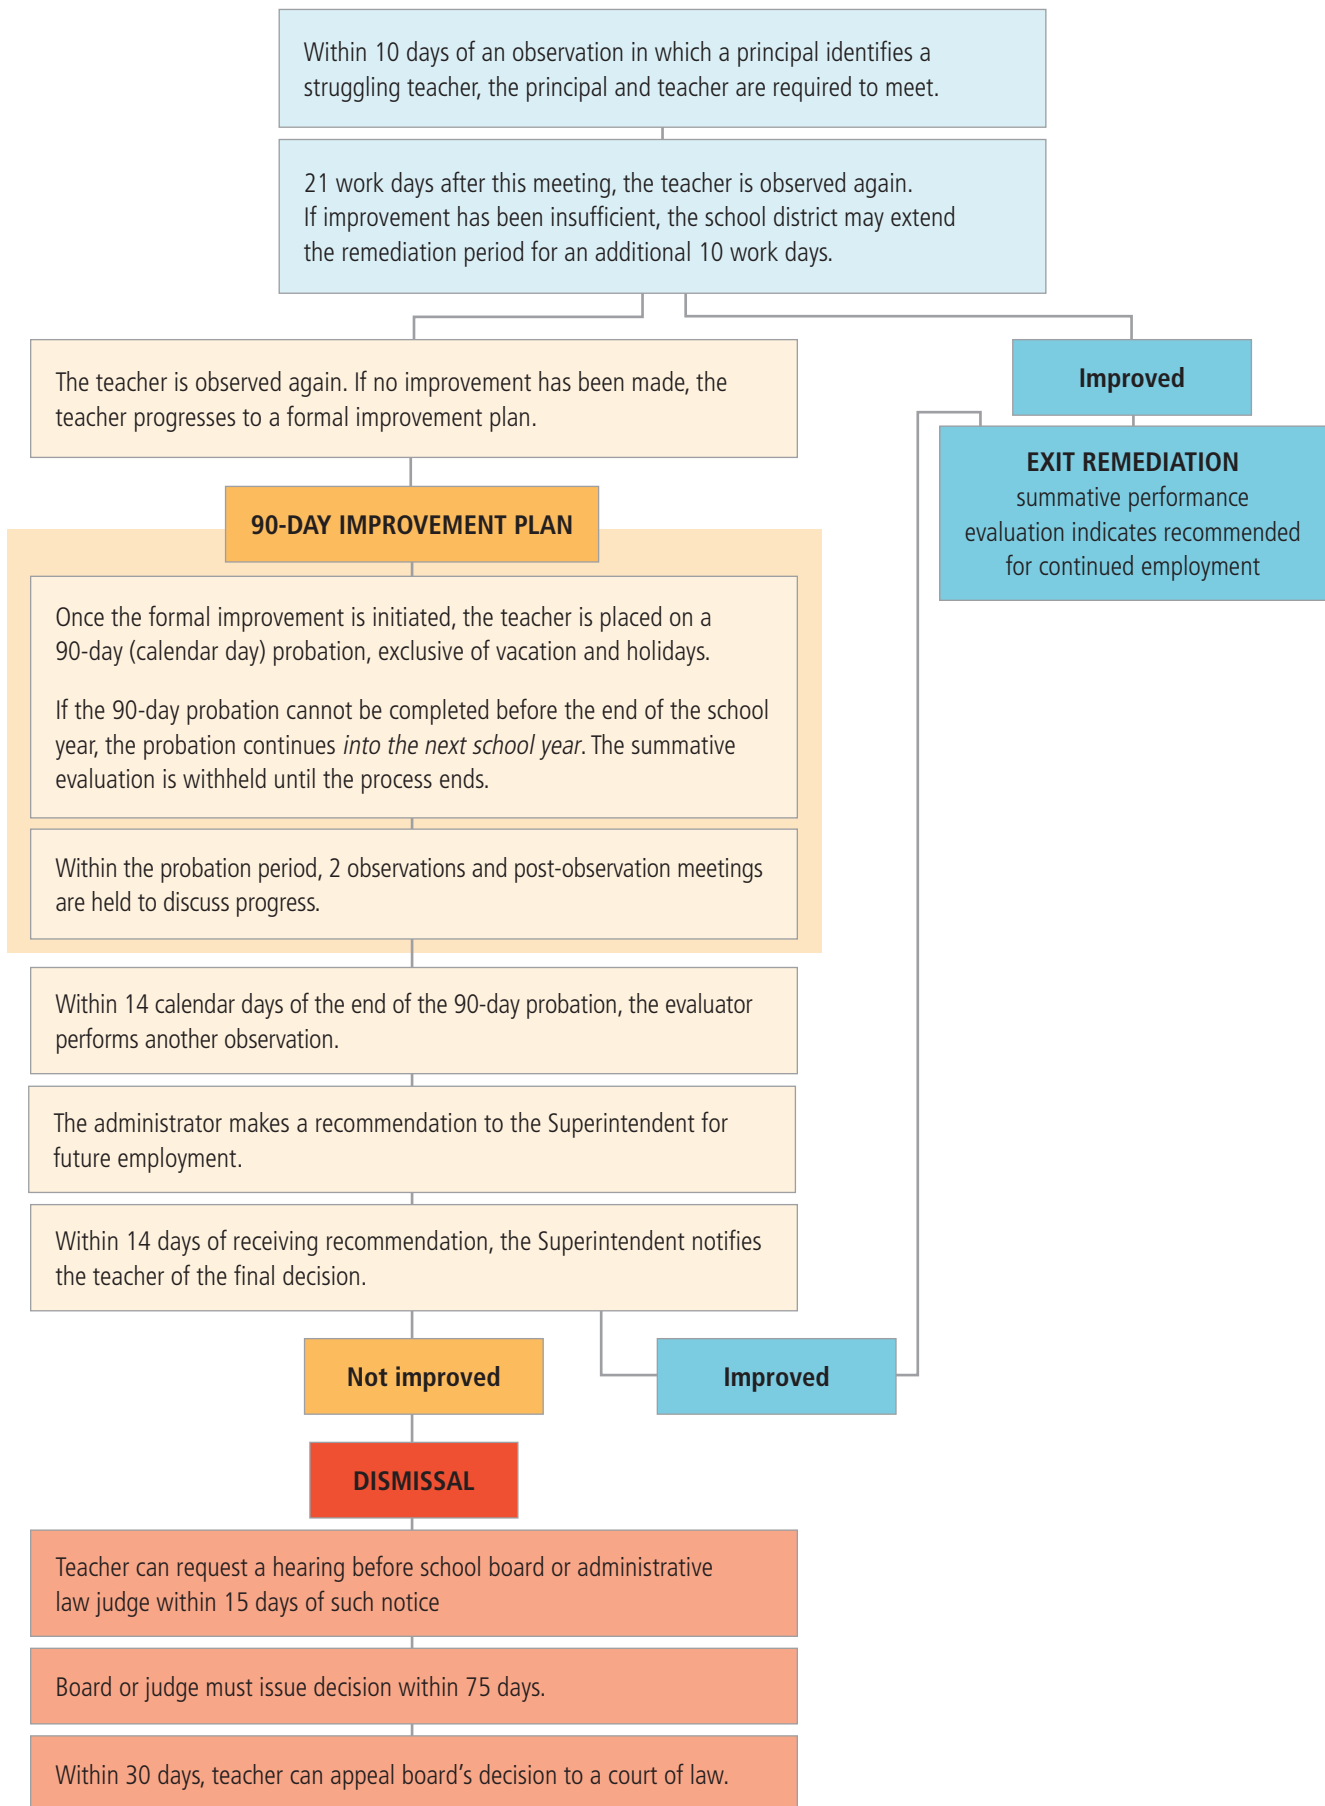 Within 10 days of an observation in which a principal identifies a
struggling teacher, the principal and teacher are required to meet.
21 work days after this meeting, the teacher is observed again.
If improvement has been insufficient, the school district may extend
the remediation period for an additional 10 work days.
The teacher is observed again. If no improvement has been made, the
teacher progresses to a formal improvement plan.
Improved
EXIT REMEDIATION
summative performance
evaluation indicates recommended
for continued employment
90-DAY IMPROVEMENT PLAN
Once the formal improvement is initiated, the teacher is placed on a
90-day (calendar day) probation, exclusive of vacation and holidays.
If the 90-day probation cannot be completed before the end of the school
year, the probation continues into the next school year. The summative
evaluation is withheld until the process ends.
Within the probation period, 2 observations and post-observation meetings
are held to discuss progress.
Within 14 calendar days of the end of the 90-day probation, the evaluator
performs another observation.
The administrator makes a recommendation to the Superintendent for
future employment.
Within 14 days of receiving recommendation, the Superintendent notifies
the teacher of the final decision.
Not improved
Improved
DISMISSAL
Teacher can request a hearing before school board or administrative
law judge within 15 days of such notice
Board or judge must issue decision within 75 days.
Within 30 days, teacher can appeal board's decision to a court of law.